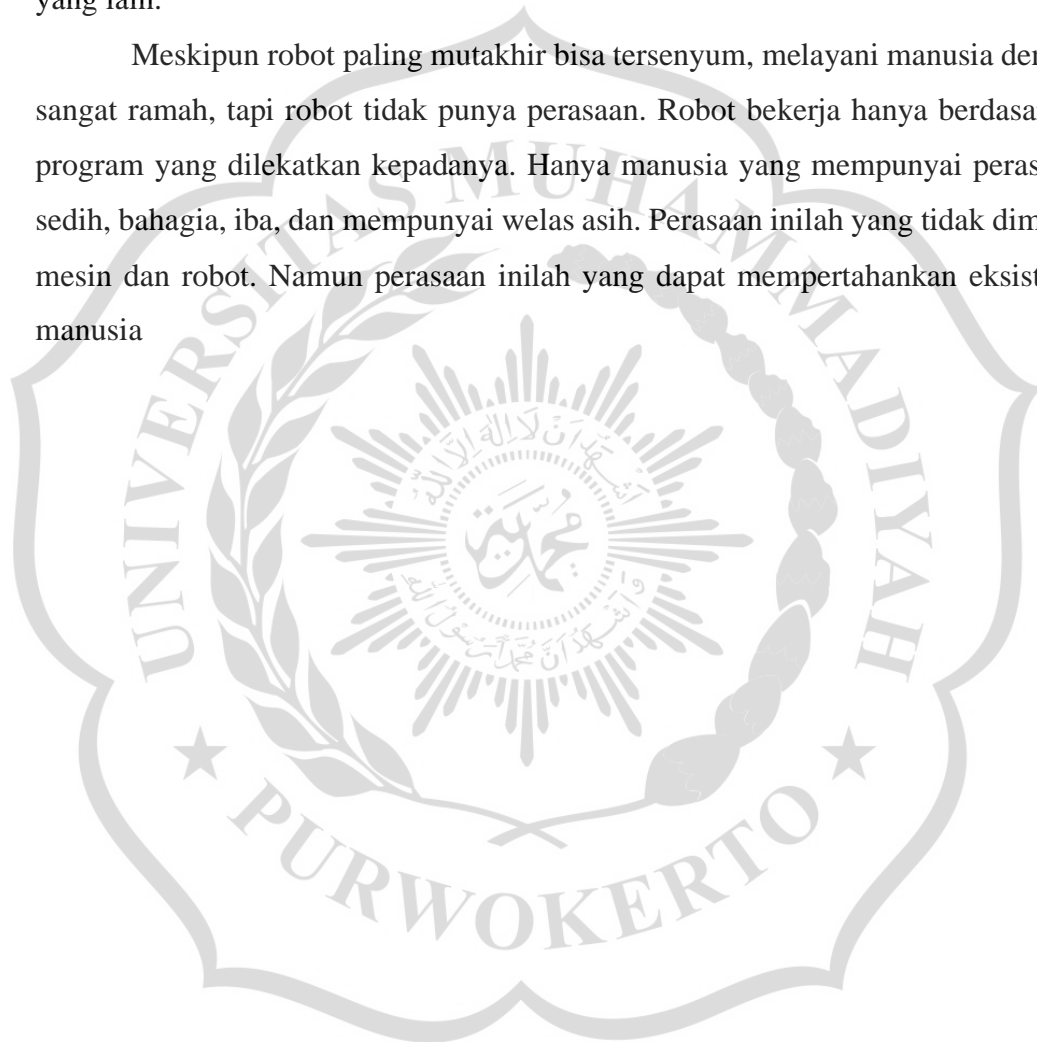 yang lain.
Meskipun robot paling mutakhir bisa tersenyum, melayani manusia den
sangat ramah, tapi robot tidak punya perasaan. Robot bekerja hanya berdasa
program yang dilekatkan kepadanya. Hanya manusia yang mempunyai peras
sedih, bahagia, iba, dan mempunyai welas asih. Perasaan inilah yang tidak dim
mesin dan robot. Namun perasaan inilah yang dapat mempertahankan eksist
manusia
UNIVERSITAS MUHAMMADIYAH
اَشْهَدُ اَنْ لَا اِلٰهَ اِلَّا اللّٰهُ
محمدية
وَاَشْهَدُ اَنَّ مُحَمَّدًا رَسُوْلُ اللّٰهِ
PURWOKERTO